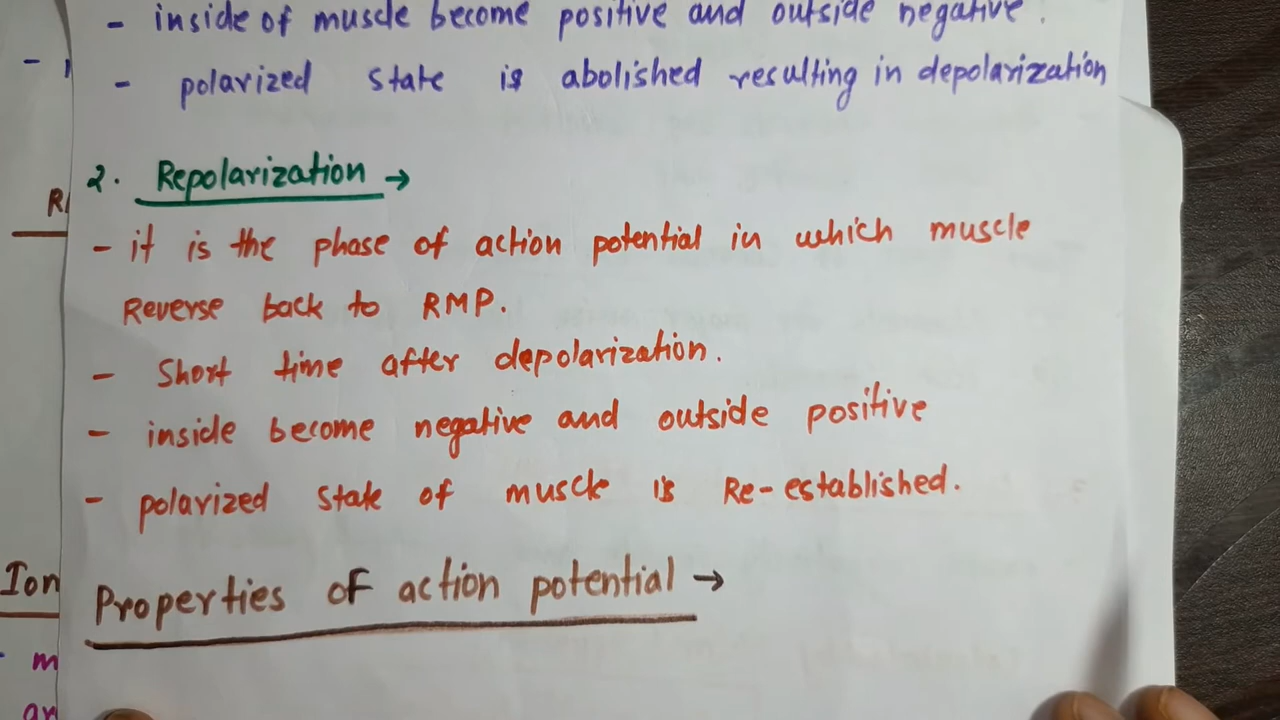 - inside of muscle become positive and outside negative.
- polarized state is abolished resulting in depolarization
2. Repolarization →
- it is the phase of action potential in which muscle
Reverse back to RMP.
- Short time after depolarization.
- inside become negative and outside positive
- polarized state of muscle is Re-established.
Properties of action potential →
Ion